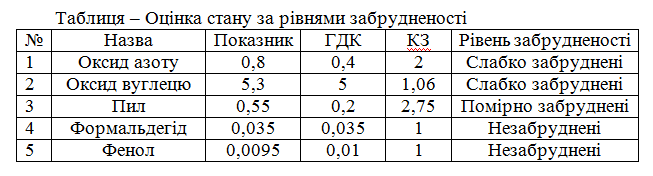 Таблиця – Оцінка стану за рівнями забрудненості
№ Назва Показник ГДК КЗ Рівень забрудненості
1 Оксид азоту 0,8 0,4 2 Слабко забруднені
2 Оксид вуглецю 5,3 5 1,06 Слабко забруднені
3 Пил 0,55 0,2 2,75 Помірно забруднені
4 Формальдегід 0,035 0,035 1 Незабруднені
5 Фенол 0,0095 0,01 1 Незабруднені